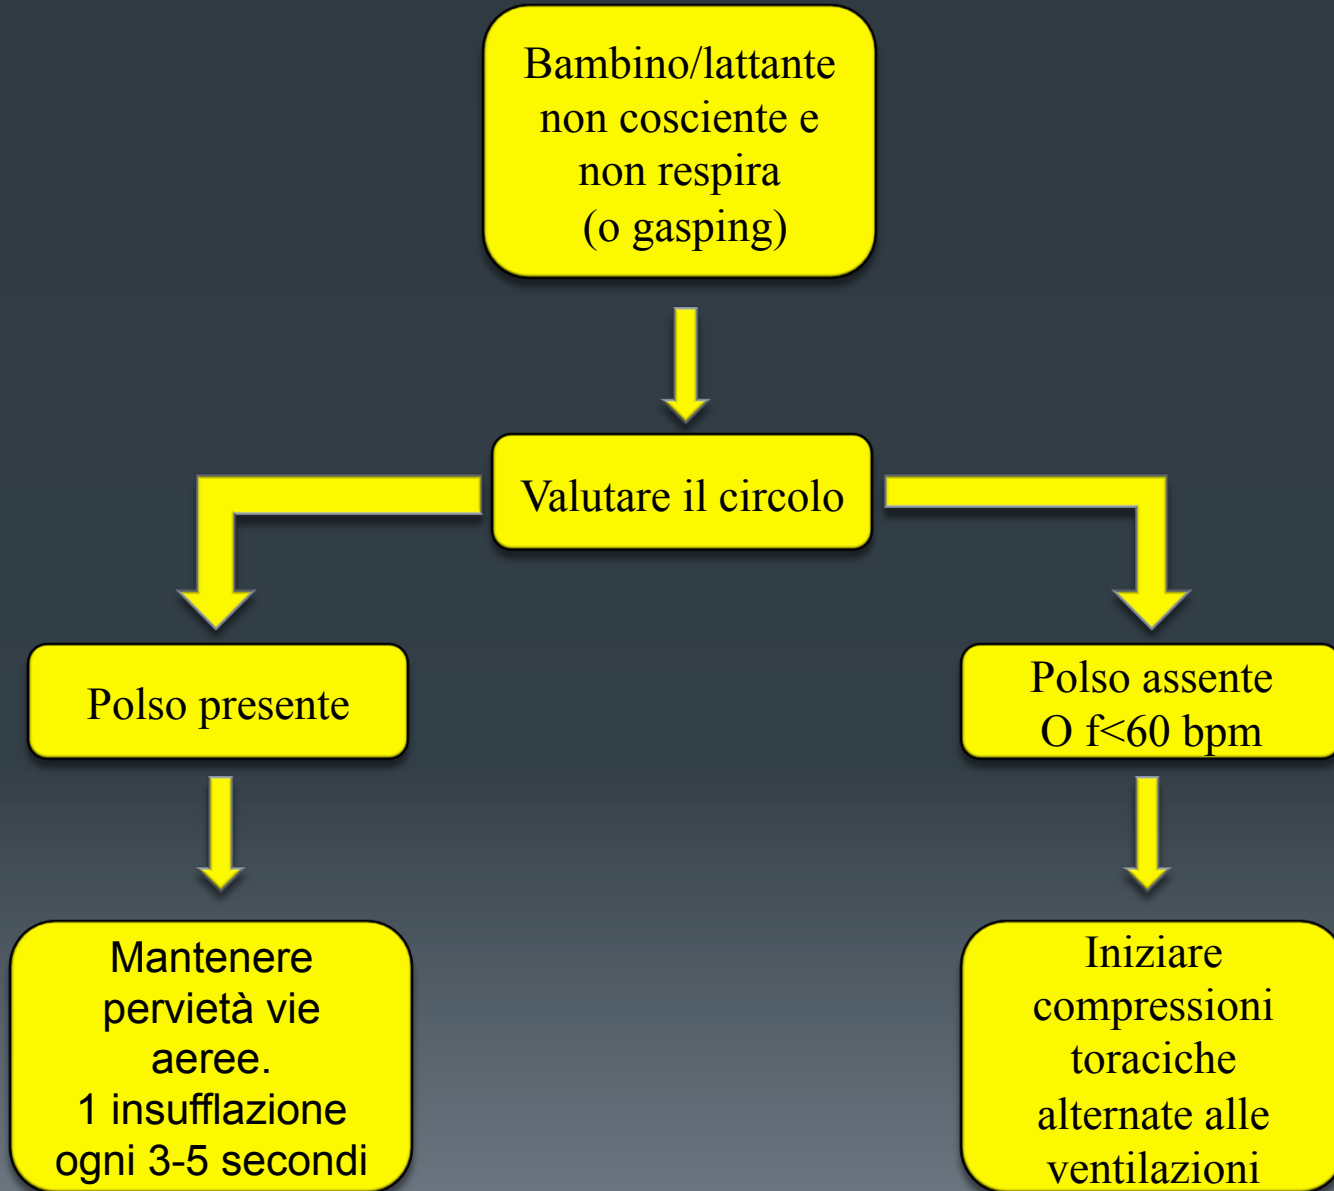 Bambino/lattante
non cosciente e
non respira
(o gasping)
Valutare il circolo
Polso presente
Polso assente
O f<60 bpm
Mantenere
pervietà vie
aeree.
1 insufflazione
ogni 3-5 secondi
Iniziare
compressioni
toraciche
alternate alle
ventilazioni